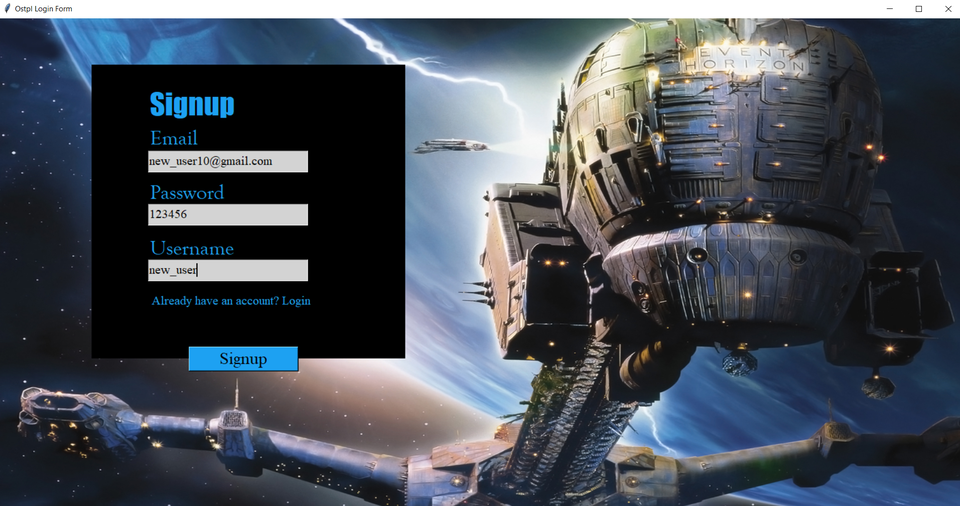 Ostpl Login Form
EVENT
HORIZON
Signup
Email
new_user10@gmail.com
Password
123456
Username
new_user
Already have an account? Login
Signup